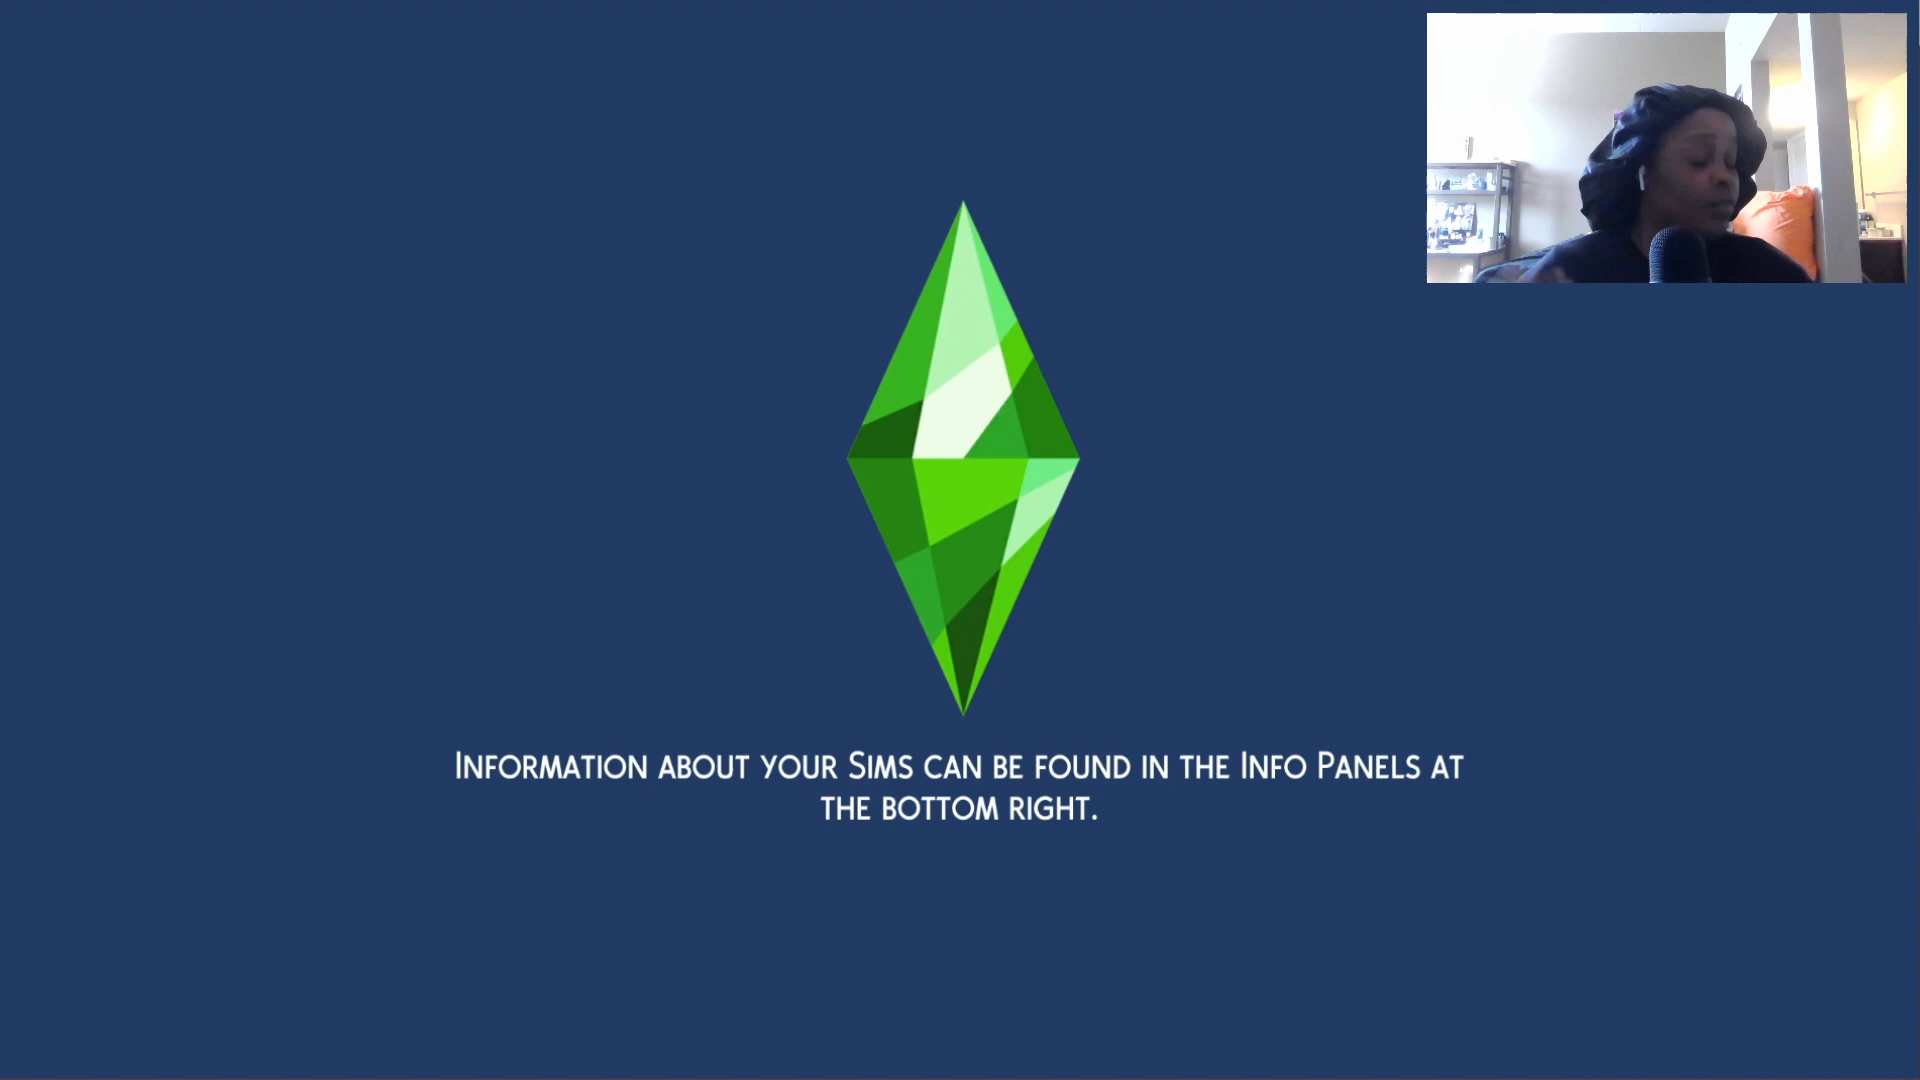 Information about your Sims can be found in the Info Panels at
the bottom right.